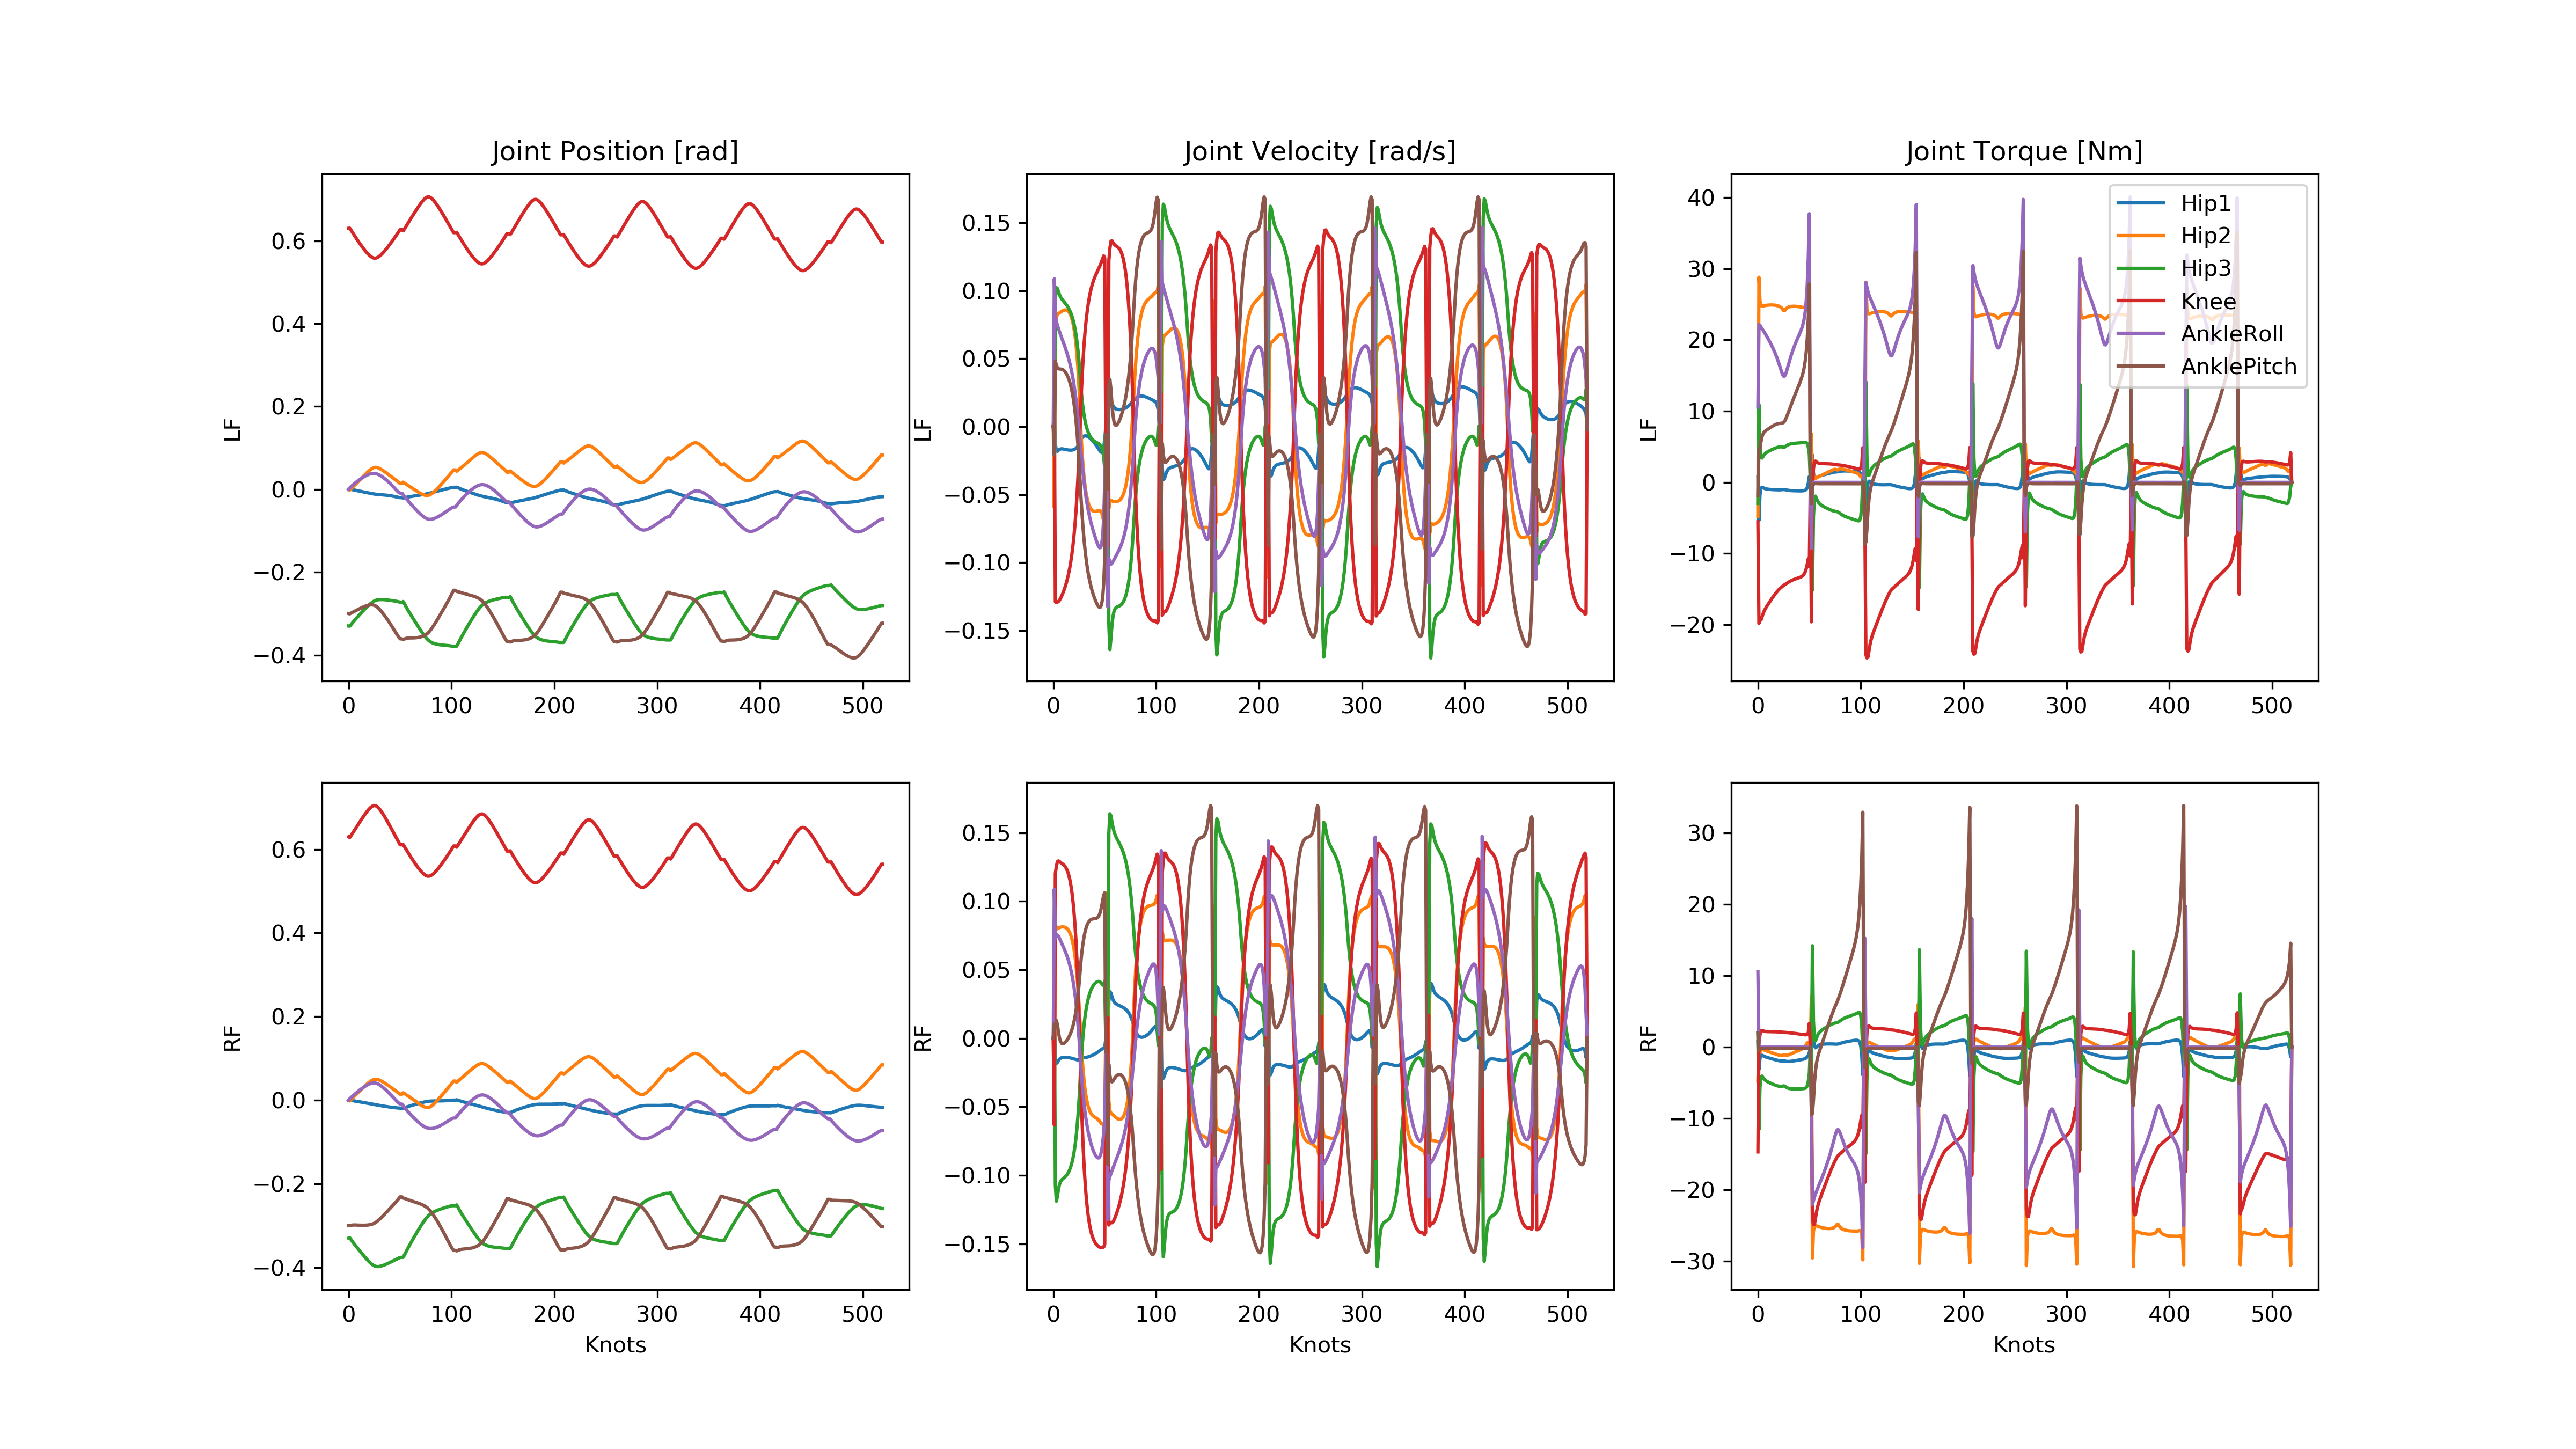 Joint Position [rad]
Joint Velocity [rad/s]
Joint Torque [Nm]
LF
0.6
0.4
0.2
0.0
−0.2
−0.4
0 100 200 300 400 500
LF
0.15
0.10
0.05
0.00
−0.05
−0.10
−0.15
0 100 200 300 400 500
LF
40
30
20
10
0
−10
−20
0 100 200 300 400 500
Hip1
Hip2
Hip3
Knee
AnkleRoll
AnklePitch
RF
0.6
0.4
0.2
0.0
−0.2
−0.4
0 100 200 300 400 500
Knots
RF
0.15
0.10
0.05
0.00
−0.05
−0.10
−0.15
0 100 200 300 400 500
Knots
RF
30
20
10
0
−10
−20
−30
0 100 200 300 400 500
Knots